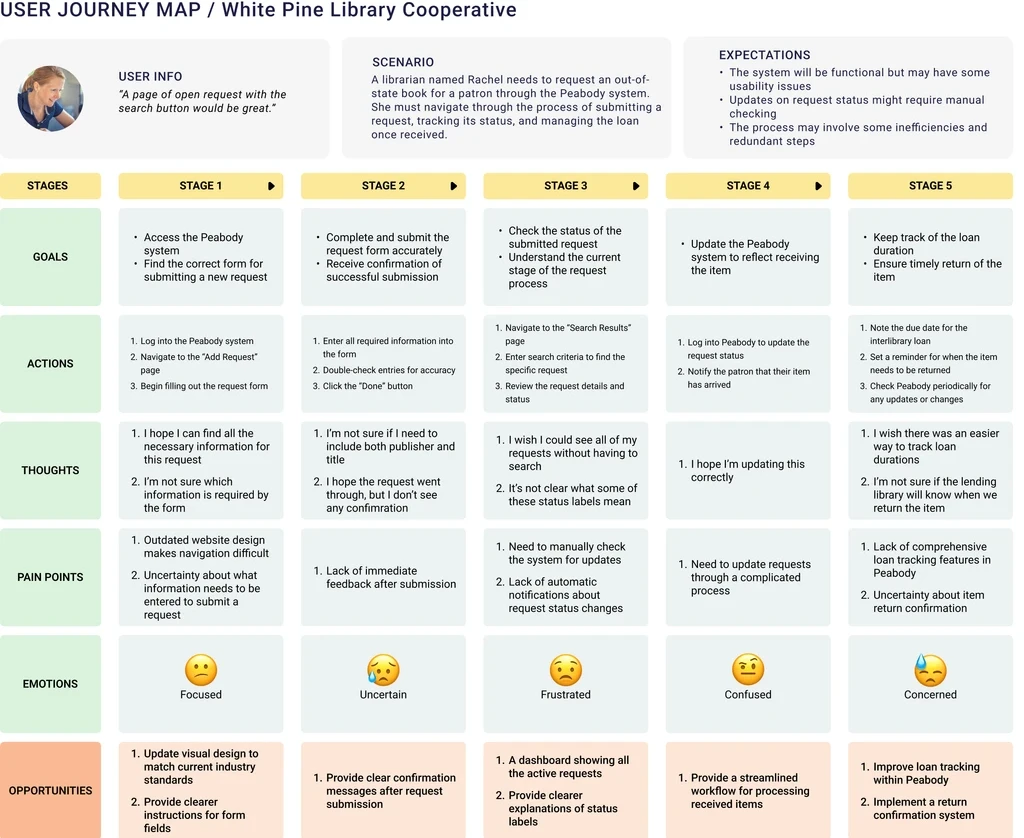 USER JOURNEY MAP / White Pine Library Cooperative
USER INFO
“A page of open request with the
search button would be great.”
SCENARIO
A librarian named Rachel needs to request an out-of-
state book for a patron through the Peabody system.
She must navigate through the process of submitting a
request, tracking its status, and managing the loan
once received.
EXPECTATIONS
• The system will be functional but may have some
usability issues
• Updates on request status might require manual
checking
• The process may involve some inefficiencies and
redundant steps
STAGES
STAGE 1
STAGE 2
STAGE 3
STAGE 4
STAGE 5
GOALS
• Access the Peabody
system
• Find the correct form for
submitting a new request
• Complete and submit the
request form accurately
• Receive confirmation of
successful submission
• Check the status of the
submitted request
• Understand the current
stage of the request
process
• Update the Peabody
system to reflect receiving
the item
• Keep track of the loan
duration
• Ensure timely return of the
item
ACTIONS
1. Log into the Peabody system
2. Navigate to the “Add Request”
page
3. Begin filling out the request form
1. Enter all required information into
the form
2. Double-check entries for accuracy
3. Click the “Done” button
1. Navigate to the “Search Results”
page
2. Enter search criteria to find the
specific request
3. Review the request details and
status
1. Log into Peabody to update the
request status
2. Notify the patron that their item
has arrived
1. Note the due date for the
interlibrary loan
2. Set a reminder for when the item
needs to be returned
3. Check Peabody periodically for
any updates or changes
THOUGHTS
1. I hope I can find all the
necessary information for
this request
2. I’m not sure which
information is required by
the form
1. I’m not sure if I need to
include both publisher and
title
2. I hope the request went
through, but I don’t see
any confimration
1. I wish I could see all of my
requests without having to
search
2. It’s not clear what some of
these status labels mean
1. I hope I’m updating this
correctly
1. I wish there was an easier
way to track loan
durations
2. I’m not sure if the lending
library will know when we
return the item
PAIN POINTS
1. Outdated website design
makes navigation difficult
2. Uncertainty about what
information needs to be
entered to submit a
request
1. Lack of immediate
feedback after submission
1. Need to manually check
the system for updates
2. Lack of automatic
notifications about
request status changes
1. Need to update requests
through a complicated
process
1. Lack of comprehensive
loan tracking features in
Peabody
2. Uncertainty about item
return confirmation
EMOTIONS
Focused
Uncertain
Frustrated
Confused
Concerned
OPPORTUNITIES
1. Update visual design to
match current industry
standards
2. Provide clearer
instructions for form
fields
1. Provide clear confirmation
messages after request
submission
1. A dashboard showing all
the active requests
2. Provide clearer
explanations of status
labels
1. Provide a streamlined
workflow for processing
received items
1. Improve loan tracking
within Peabody
2. Implement a return
confirmation system